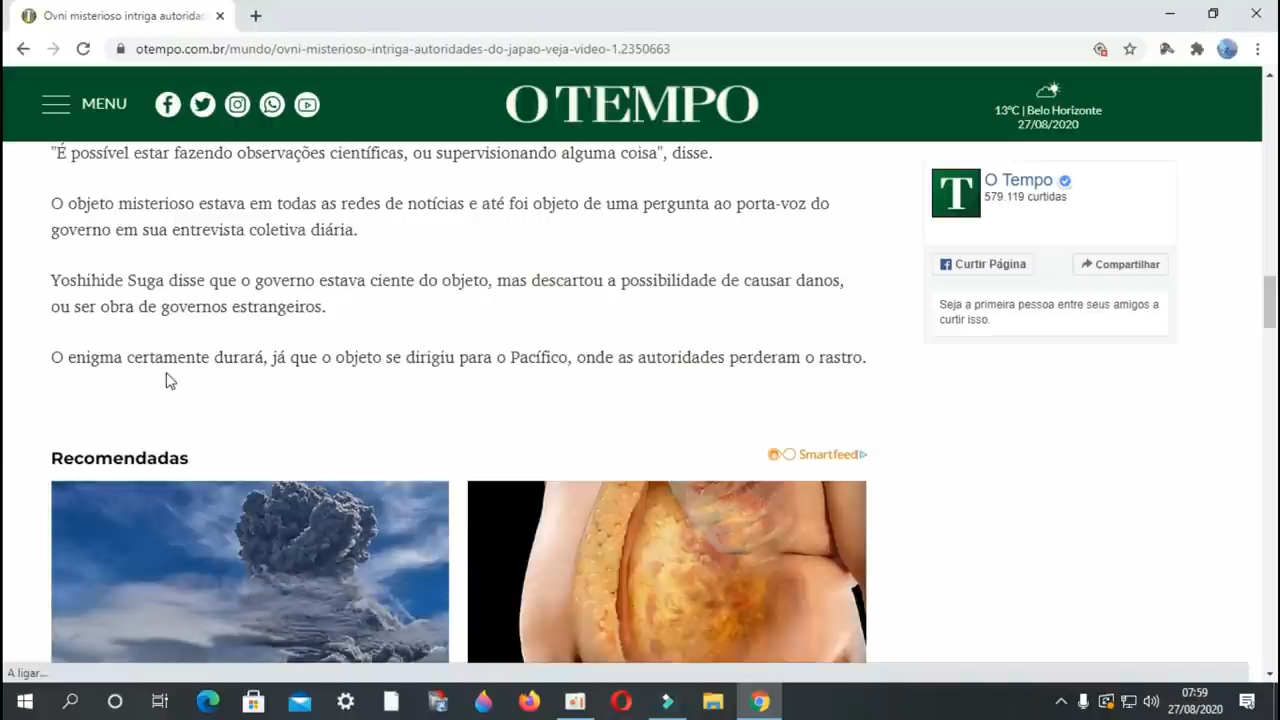 Ovni misterioso intriga autorida
otempo.com.br/mundo/ovni-misterioso-intriga-autoridades-do-japao-veja-video-1.2350663
MENU
O TEMPO
13°C | Belo Horizonte
27/08/2020
"É possível estar fazendo observações científicas, ou supervisionando alguma coisa", disse.
O objeto misterioso estava em todas as redes de notícias e até foi objeto de uma pergunta ao porta-voz do
governo em sua entrevista coletiva diária.
Yoshihide Suga disse que o governo estava ciente do objeto, mas descartou a possibilidade de causar danos,
ou ser obra de governos estrangeiros.
O enigma certamente durará, já que o objeto se dirigiu para o Pacífico, onde as autoridades perderam o rastro.
T
O Tempo
579.119 curtidas
Curtir Página
Compartilhar
Seja a primeira pessoa entre seus amigos a
curtir isso.
Recomendadas
Smartfeed
A ligar...
07:59
27/08/2020